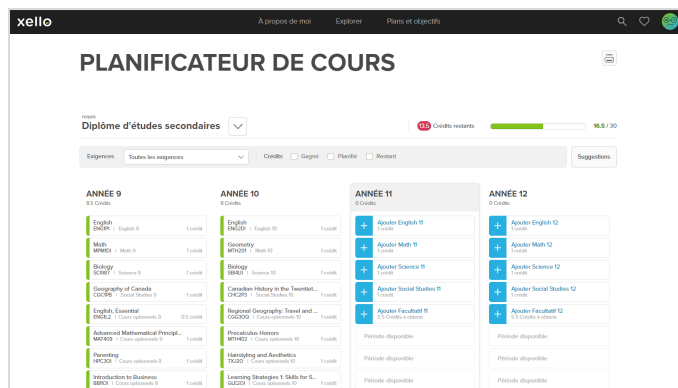 xello
À propos de moi Explorer Plans et objectifs
PLANIFICATEUR DE COURS
Diplôme d'études secondaires
13.5 Crédits restants 16.5 / 30
Exigences Toutes les exigences Crédits Gagné Planifié Restant Suggestions
ANNÉE 9 ANNÉE 10 ANNÉE 11 ANNÉE 12
8.5 Crédits 8 Crédits 0 Crédits 0 Crédits
English English Ajouter English 11 Ajouter English 12
ENG1P1 | English 9 1 crédit ENG2D1 | English 10 1 crédit 1 crédit 1 crédit
Math Geometry Ajouter Math 11 Ajouter Math 12
MPM1D1 | Math 9 1 crédit MTH201 | Math 10 1 crédit 1 crédit 1 crédit
Biology Biology Ajouter Science 11 Ajouter Science 12
SC1987 | Science 9 1 crédit SBI4U1 | Science 10 1 crédit 1 crédit 1 crédit
Geography of Canada Canadian History in the Twentiet... Ajouter Social Studies 11 Ajouter Social Studies 12
CGC1PB | Social Studies 9 1 crédit CHC2P3 | Social Studies 10 1 crédit 1 crédit 1 crédit
English, Essential Regional Geography: Travel and ... Ajouter Facultatif 11 Ajouter Facultatif 12
ENG1L2 | Cours optionnels 9 0.5 crédit CGG30Q | Cours optionnels 10 1 crédit 5.5 Crédits à obtenir 5.5 Crédits à obtenir
Advanced Mathematical Principl... Precalculus Honors Période disponible Période disponible
MAT409 | Cours optionnels 9 1 crédit MTH402 | Cours optionnels 10 1 crédit
Parenting Hairstyling and Aesthetics Période disponible Période disponible
HPC3O1 | Cours optionnels 9 1 crédit TXJ20 | Cours optionnels 10 1 crédit
Introduction to Business Learning Strategies 1: Skills for S... Période disponible Période disponible
BBI1O1 | Cours optionnels 9 1 crédit GLE2O1 | Cours optionnels 10 1 crédit